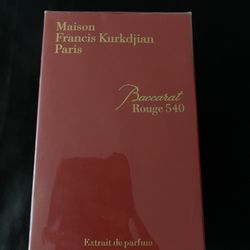 Maison
Francis Kurkdjian
Paris
Baccarat
Rouge 540
Extrait de parfum